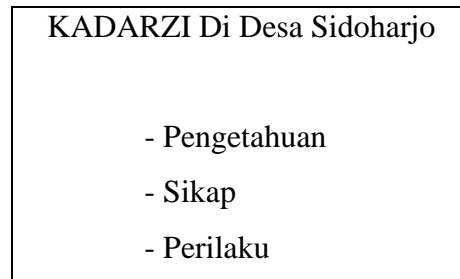 KADARZI Di Desa Sidoharjo
- Pengetahuan
- Sikap
- Perilaku